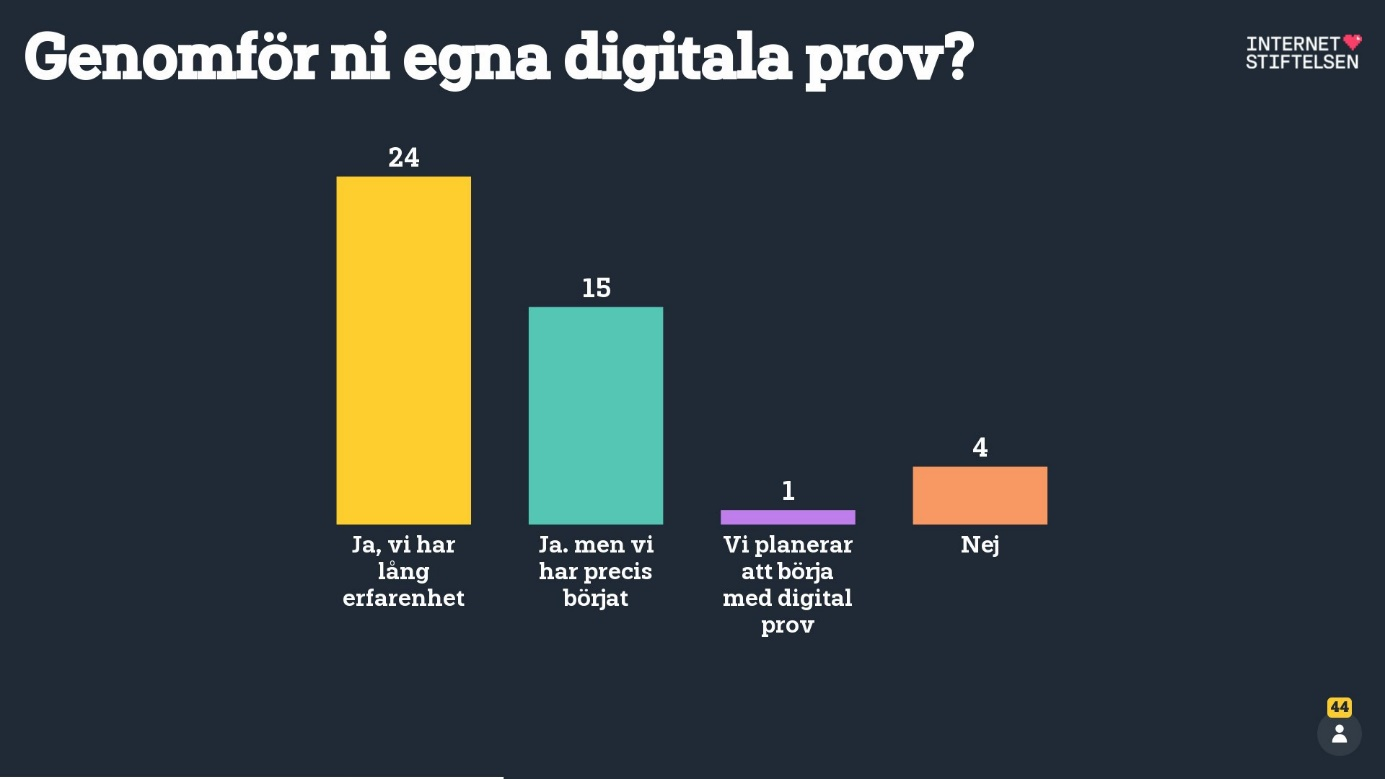 Genomför ni egna digitala prov?
INTERNET
STIFTELSEN
24
15
1
4
Ja, vi har
lång
erfarenhet
Ja. men vi
har precis
börjat
Vi planerar
att börja
med digital
prov
Nej
44